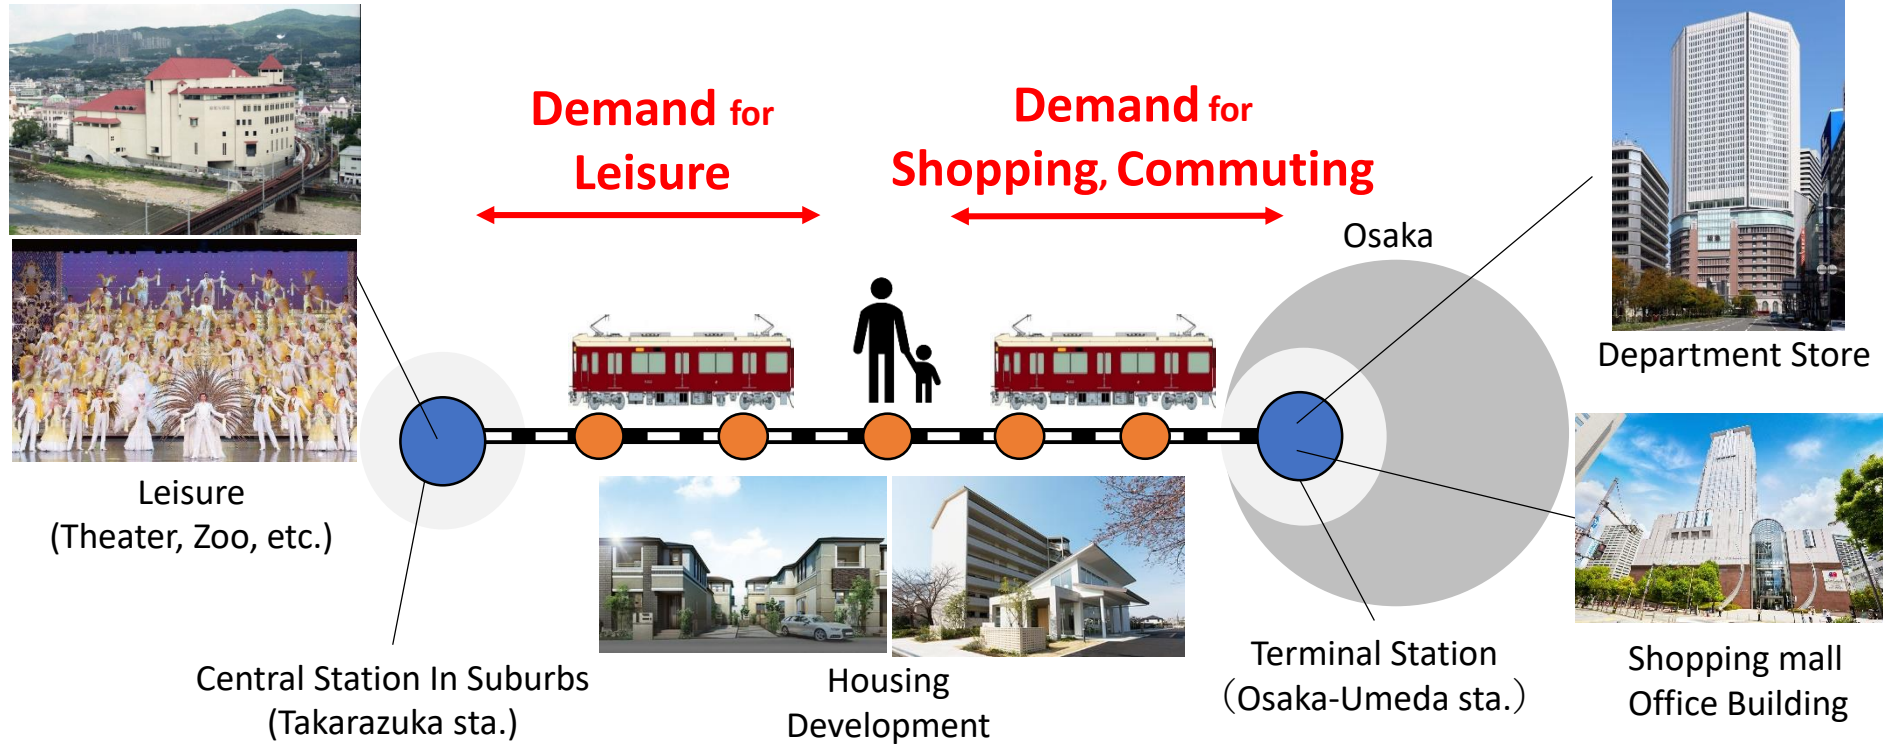 Demand for
Leisure
Demand for
Shopping, Commuting
Osaka
Department Store
Leisure
(Theater, Zoo, etc.)
Central Station In Suburbs
(Takarazuka sta.)
Housing
Development
Terminal Station
（Osaka-Umeda sta.）
Shopping mall
Office Building